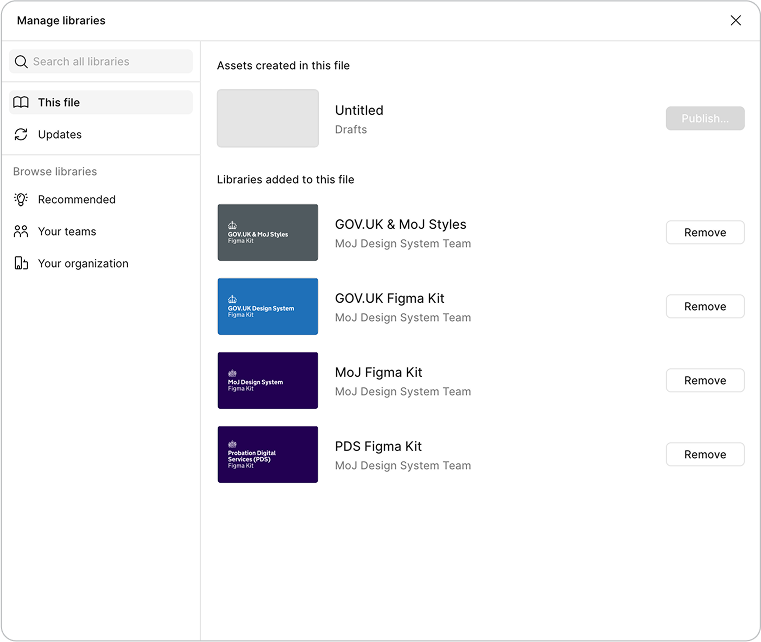 Manage libraries
Search all libraries
This file
Updates
Browse libraries
Recommended
Your teams
Your organization
Assets created in this file
Untitled
Drafts
Publish...
Libraries added to this file
GOV.UK & MoJ Styles
Figma Kit
GOV.UK & MoJ Styles
MoJ Design System Team
Remove
GOV.UK Design System
Figma Kit
GOV.UK Figma Kit
MoJ Design System Team
Remove
MoJ Design System
Figma Kit
MoJ Figma Kit
MoJ Design System Team
Remove
Probation Digital
Services (PDS)
Figma Kit
PDS Figma Kit
MoJ Design System Team
Remove